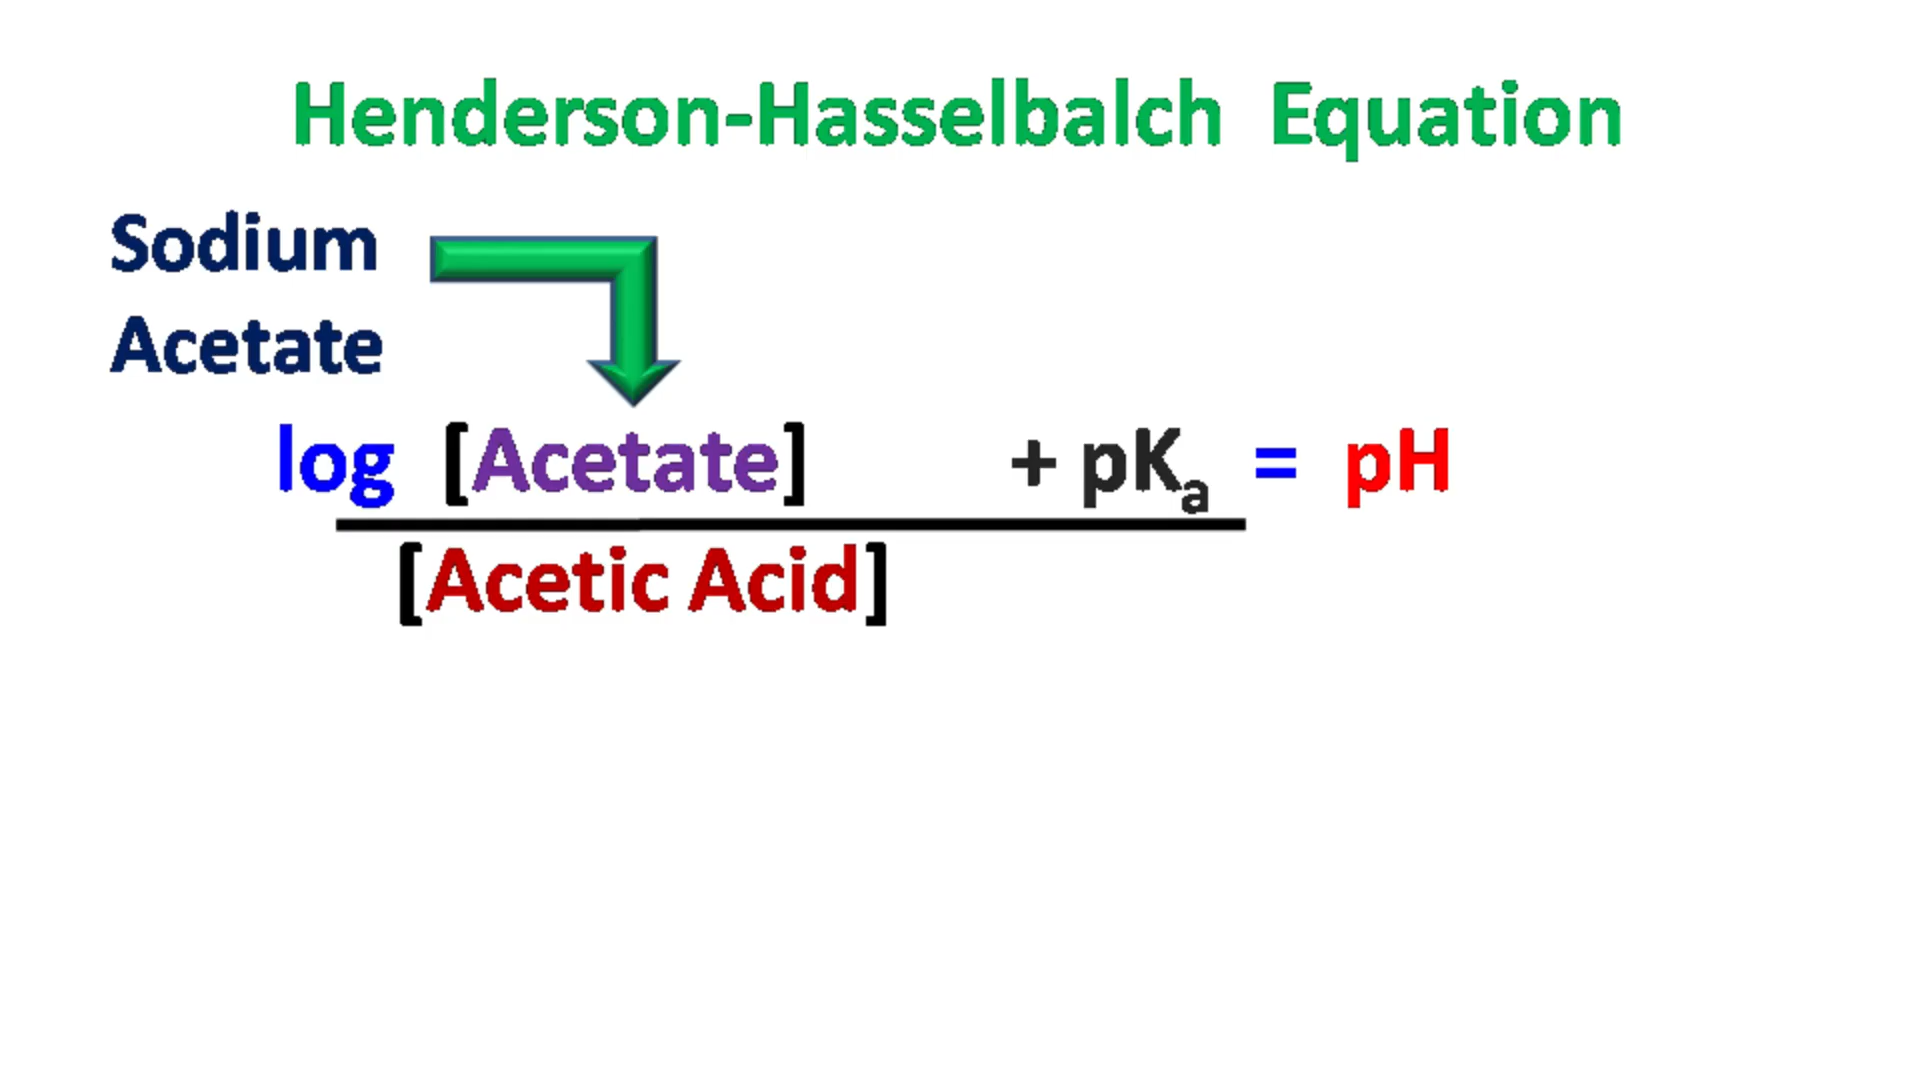 Henderson-Hasselbalch Equation
Sodium
Acetate
log [Acetate] + pKa = pH
[Acetic Acid]